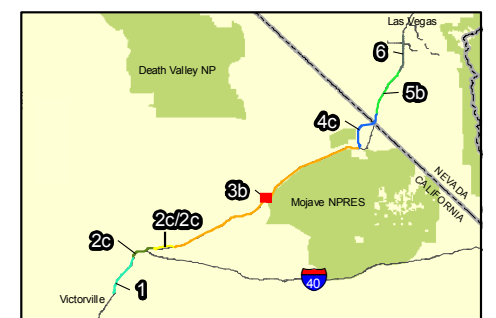 Las Vegas
6
Death Valley NP
5b
4c
NEVADA
CALIFORNIA
3b
Mojave NPRES
2c/2c
2c
40
1
Victorville